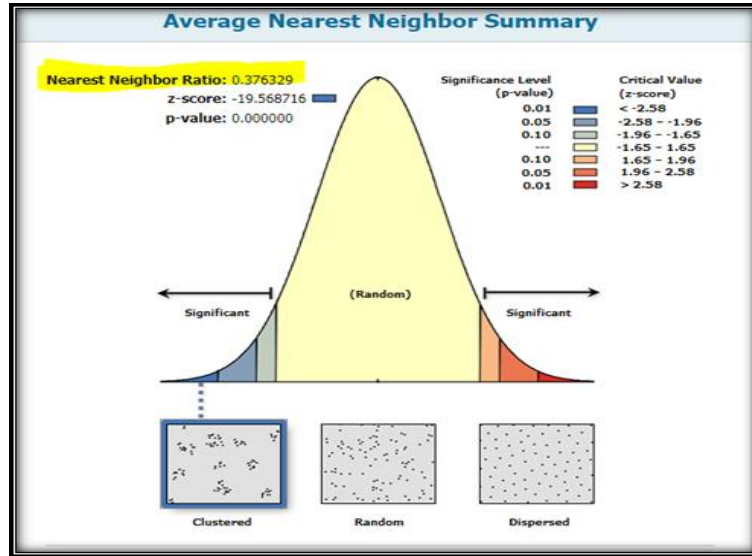 Average Nearest Neighbor Summary
Nearest Neighbor Ratio: 0.376329
z-score: -19.568716
p-value: 0.000000
Significance Level (p-value)
Critical Value (z-score)
0.01 < -2.58
0.05 -2.58 – -1.96
0.10 -1.96 – -1.65
--- -1.65 – 1.65
0.10 1.65 – 1.96
0.05 1.96 – 2.58
0.01 > 2.58
(Random)
Significant
Significant
Clustered
Random
Dispersed